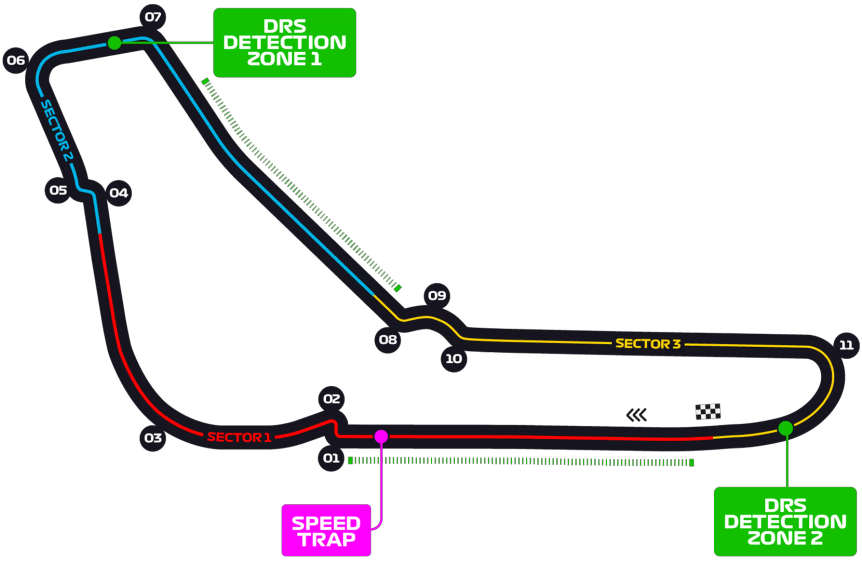 07
DRS
DETECTION
ZONE 1
06
SECTOR 2
05
04
09
08
10
SECTOR 3
11
02
03
SECTOR 1
01
SPEED
TRAP
DRS
DETECTION
ZONE 2